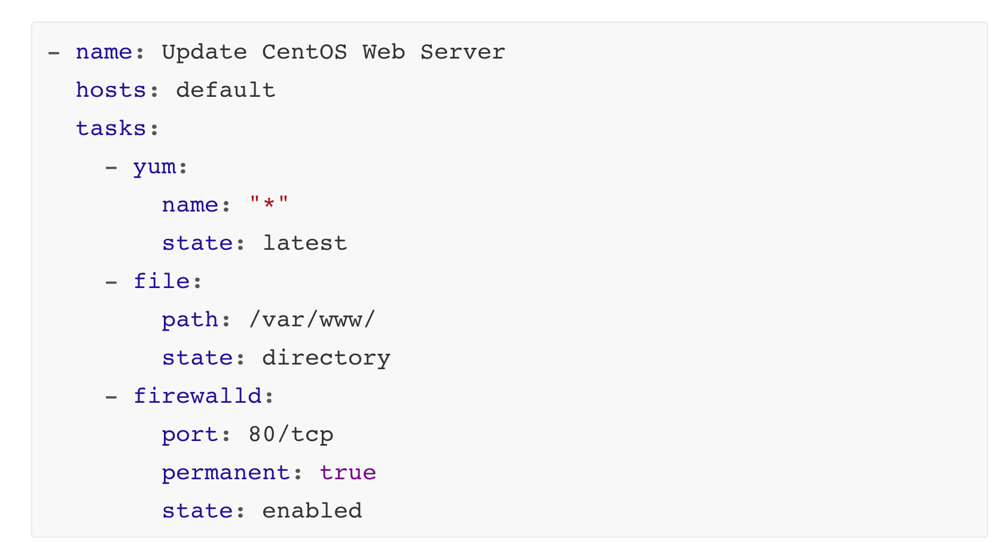 - name: Update CentOS Web Server
  hosts: default
  tasks:
    - yum:
        name: "*"
        state: latest
    - file:
        path: /var/www/
        state: directory
    - firewalld:
        port: 80/tcp
        permanent: true
        state: enabled